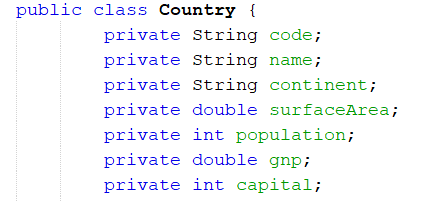 public class Country {
private String code;
private String name;
private String continent;
private double surfaceArea;
private int population;
private double gnp;
private int capital;